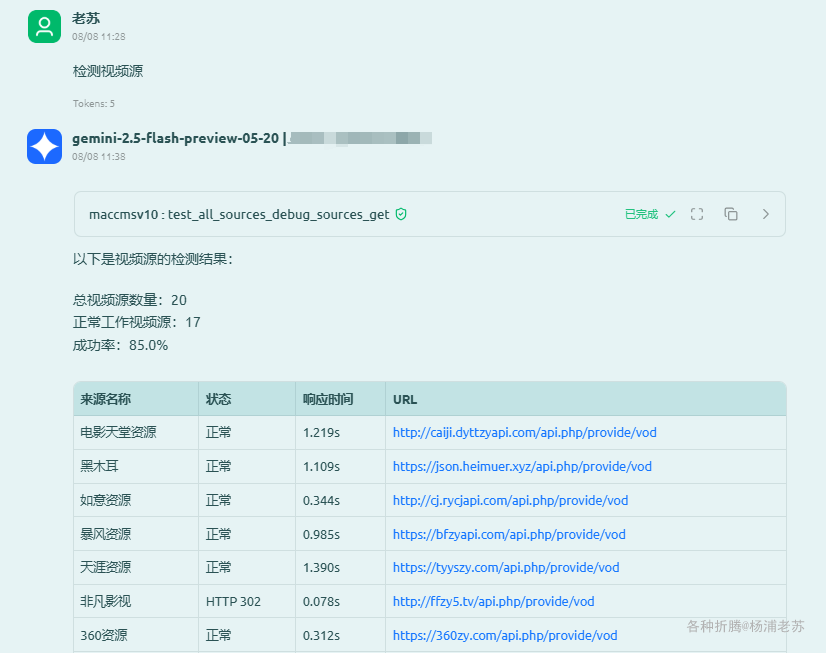 老苏
08/08 11:28
检测视频源
Tokens: 5
gemini-2.5-flash-preview-05-20 |
08/08 11:38
maccmsv10 : test_all_sources_debug_sources_get 已完成
以下是视频源的检测结果：
总视频源数量：20
正常工作视频源：17
成功率：85.0%
来源名称 状态 响应时间 URL
电影天堂资源 正常 1.219s http://caiji.dyttzyapi.com/api.php/provide/vod
黑木耳 正常 1.109s https://json.heimuer.xyz/api.php/provide/vod
如意资源 正常 0.344s http://cj.rycjapi.com/api.php/provide/vod
暴风资源 正常 0.985s https://bfzyapi.com/api.php/provide/vod
天涯资源 正常 1.390s https://tyyszy.com/api.php/provide/vod
非凡影视 HTTP 302 0.078s http://ffzy5.tv/api.php/provide/vod
360资源 正常 0.312s https://360zy.com/api.php/provide/vod
各种折腾@杨浦老苏